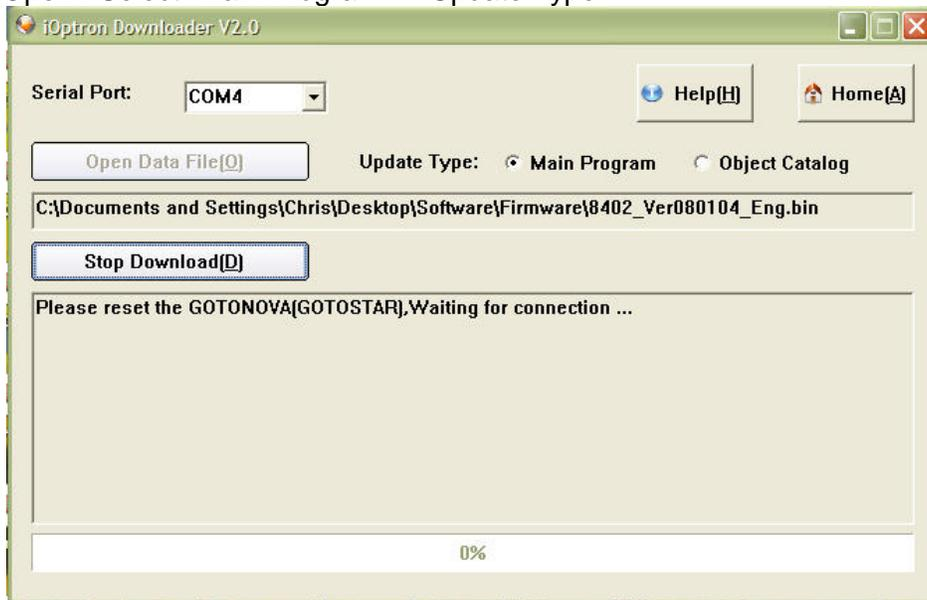 iOptron Downloader V2.0
Serial Port: COM4 Help(H) Home(A)
Open Data File(O) Update Type: Main Program Object Catalog
C:\Documents and Settings\Chris\Desktop\Software\Firmware\8402_Ver080104_Eng.bin
Stop Download(D)
Please reset the GOTONOVA(GOTOSTAR),Waiting for connection ...
0%